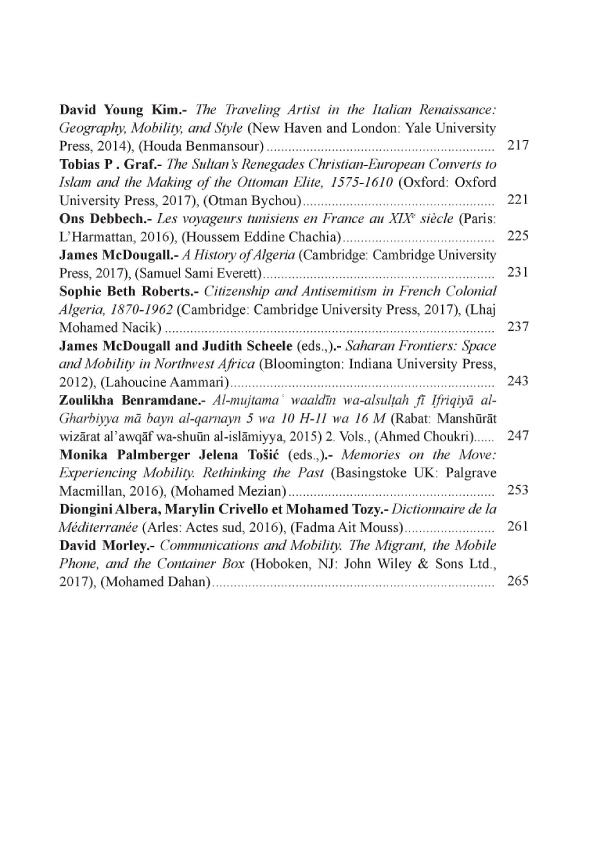 David Young Kim.- The Traveling Artist in the Italian Renaissance:
Geography, Mobility, and Style (New Haven and London: Yale University
Press, 2014), (Houda Benmansour) ............................................................... 217
Tobias P . Graf.- The Sultan's Renegades Christian-European Converts to
Islam and the Making of the Ottoman Elite, 1575-1610 (Oxford: Oxford
University Press, 2017), (Otman Bychou)..................................................... 221
Ons Debbech.- Les voyageurs tunisiens en France au XIXe siècle (Paris:
L'Harmattan, 2016), (Houssem Eddine Chachia).......................................... 225
James McDougall.- A History of Algeria (Cambridge: Cambridge University
Press, 2017), (Samuel Sami Everett)................................................................ 231
Sophie Beth Roberts.- Citizenship and Antisemitism in French Colonial
Algeria, 1870-1962 (Cambridge: Cambridge University Press, 2017), (Lhaj
Mohamed Nacik) ........................................................................................... 237
James McDougall and Judith Scheele (eds.,).- Saharan Frontiers: Space
and Mobility in Northwest Africa (Bloomington: Indiana University Press,
2012), (Lahoucine Aammari)......................................................................... 243
Zoulikha Benramdane.- Al-mujtamaʿ waaldīn wa-alsulṭah fī Ifriqiyā al-
Gharbiyya mā bayn al-qarnayn 5 wa 10 H-11 wa 16 M (Rabat: Manshūrāt
wizārat al'awqāf wa-shuūn al-islāmiyya, 2015) 2. Vols., (Ahmed Choukri)...... 247
Monika Palmberger Jelena Tošić (eds.,).- Memories on the Move:
Experiencing Mobility. Rethinking the Past (Basingstoke UK: Palgrave
Macmillan, 2016), (Mohamed Mezian)......................................................... 253
Diongini Albera, Marylin Crivello et Mohamed Tozy.- Dictionnaire de la
Méditerranée (Arles: Actes sud, 2016), (Fadma Ait Mouss)......................... 261
David Morley.- Communications and Mobility. The Migrant, the Mobile
Phone, and the Container Box (Hoboken, NJ: John Wiley & Sons Ltd.,
2017), (Mohamed Dahan).............................................................................. 265